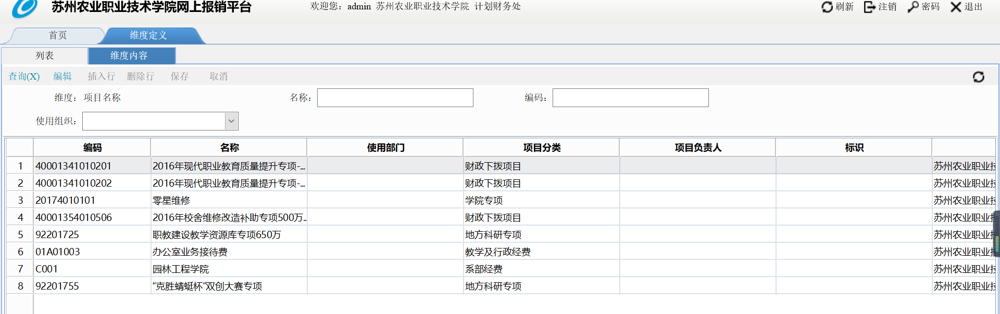 苏州农业职业技术学院网上报销平台 欢迎您：admin 苏州农业职业技术学院 计划财务处 刷新 注销 密码 退出
首页 维度定义
列表 维度内容
查询(X) 编辑 插入行 删除行 保存 取消
维度：项目名称 名称： 编码：
使用组织：
编码 名称 使用部门 项目分类 项目负责人 标识
1 40001341010201 2016年现代职业教育质量提升专项-... 财政下拨项目 苏州农业职业技
2 40001341010202 2016年现代职业教育质量提升专项-... 财政下拨项目 苏州农业职业技
3 20174010101 零星维修 学院专项 苏州农业职业技
4 40001354010506 2016年校舍维修改造补助专项500万.. 财政下拨项目 苏州农业职业技
5 92201725 职教建设教学资源库专项650万 地方科研专项 苏州农业职业技
6 01A01003 办公室业务接待费 教学及行政经费 苏州农业职业技
7 C001 园林工程学院 系部经费 苏州农业职业技
8 92201755 “克胜蜻蜓杯”双创大赛专项 地方科研专项 苏州农业职业技